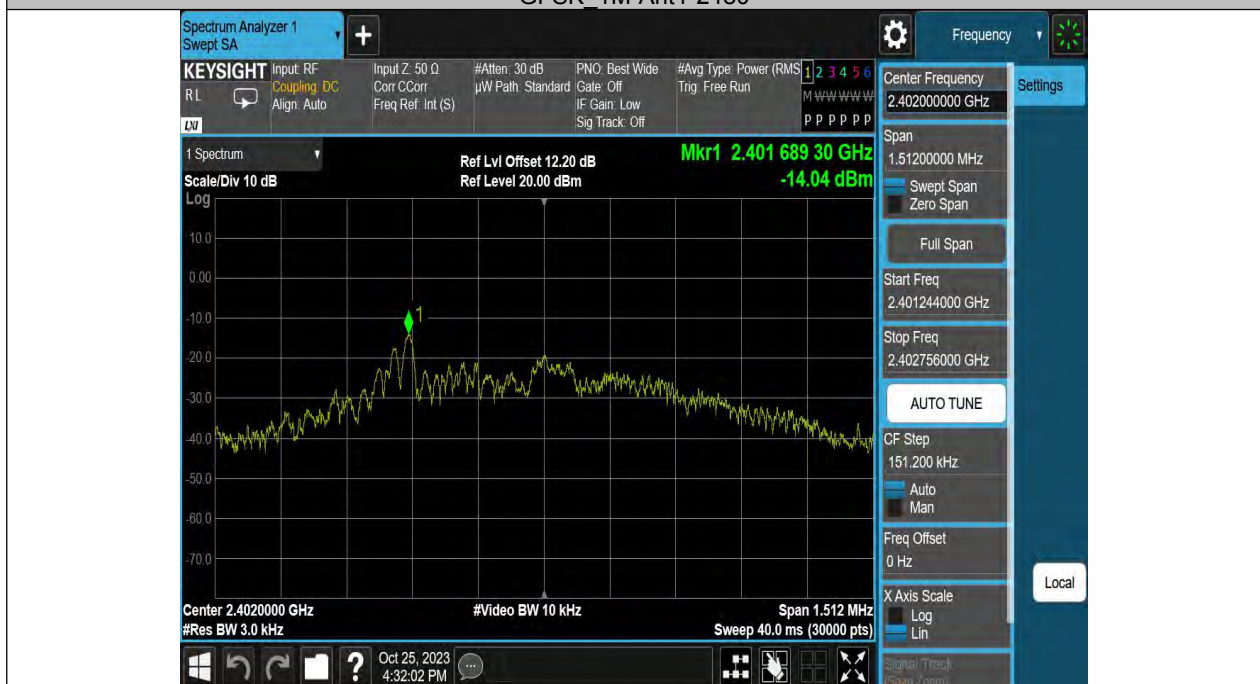 Spectrum Analyzer 1
Swept SA
+
Frequency
KEYSIGHT
RL
LXI
Input: RF
Coupling: DC
Align: Auto
Input Z: 50 Ω
Corr CCorr
Freq Ref: Int (S)
#Atten: 30 dB
µW Path: Standard
PNO: Best Wide
Gate: Off
IF Gain: Low
Sig Track: Off
#Avg Type: Power (RMS
Trig: Free Run
1 2 3 4 5 6
M W W W W W
P P P P P P
1 Spectrum
Scale/Div 10 dB
Ref Lvl Offset 12.20 dB
Ref Level 20.00 dBm
Mkr1 2.401 689 30 GHz
-14.04 dBm
Log
10.0
0.00
-10.0
-20.0
-30.0
-40.0
-50.0
-60.0
-70.0
1
Center 2.4020000 GHz
#Res BW 3.0 kHz
#Video BW 10 kHz
Span 1.512 MHz
Sweep 40.0 ms (30000 pts)
Center Frequency
2.402000000 GHz
Span
1.51200000 MHz
Swept Span
Zero Span
Full Span
Start Freq
2.401244000 GHz
Stop Freq
2.402756000 GHz
AUTO TUNE
CF Step
151.200 kHz
Auto
Man
Freq Offset
0 Hz
X Axis Scale
Log
Lin
Signal Track
(Span Zoom)
Settings
Local
?
Oct 25, 2023
4:32:02 PM